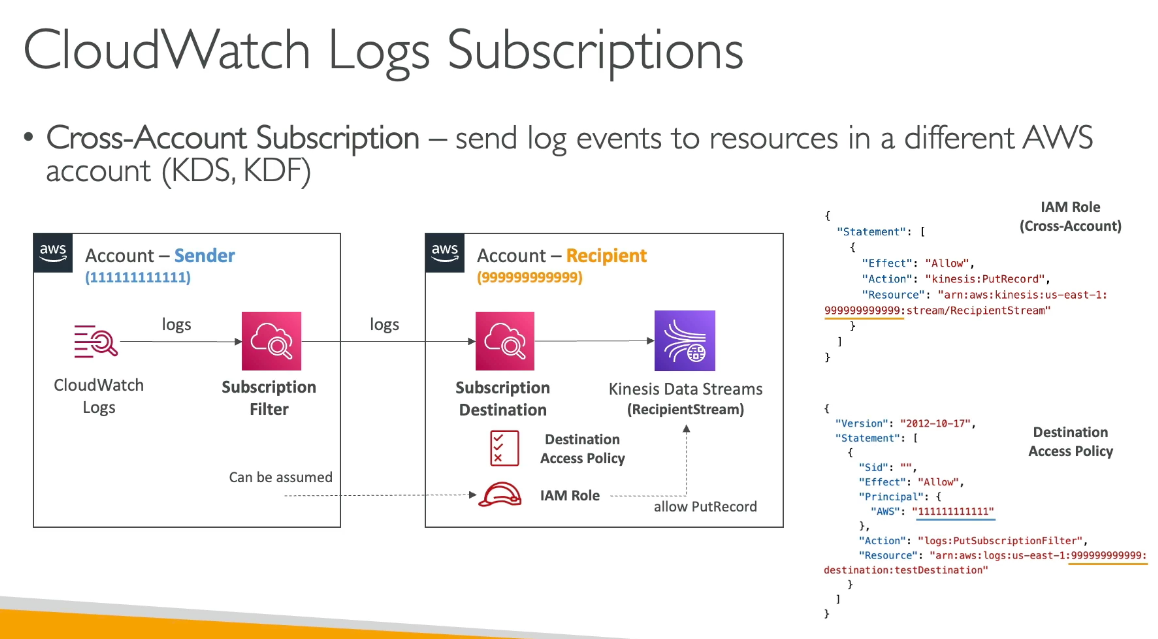 CloudWatch Logs Subscriptions
• Cross-Account Subscription – send log events to resources in a different AWS
account (KDS, KDF)
aws
Account – Sender
(111111111111)
logs
logs
CloudWatch
Logs
Subscription
Filter
Can be assumed
aws
Account – Recipient
(999999999999)
Subscription
Destination
Kinesis Data Streams
(RecipientStream)
Destination
Access Policy
IAM Role
allow PutRecord
IAM Role
(Cross-Account)
{
"Statement": [
{
"Effect": "Allow",
"Action": "kinesis:PutRecord",
"Resource": "arn:aws:kinesis:us-east-1:
999999999999:stream/RecipientStream"
}
]
}
Destination
Access Policy
{
"Version": "2012-10-17",
"Statement": [
{
"Sid": "",
"Effect": "Allow",
"Principal": {
"AWS": "111111111111"
},
"Action": "logs:PutSubscriptionFilter",
"Resource": "arn:aws:logs:us-east-1:999999999999:
destination:testDestination"
}
]
}